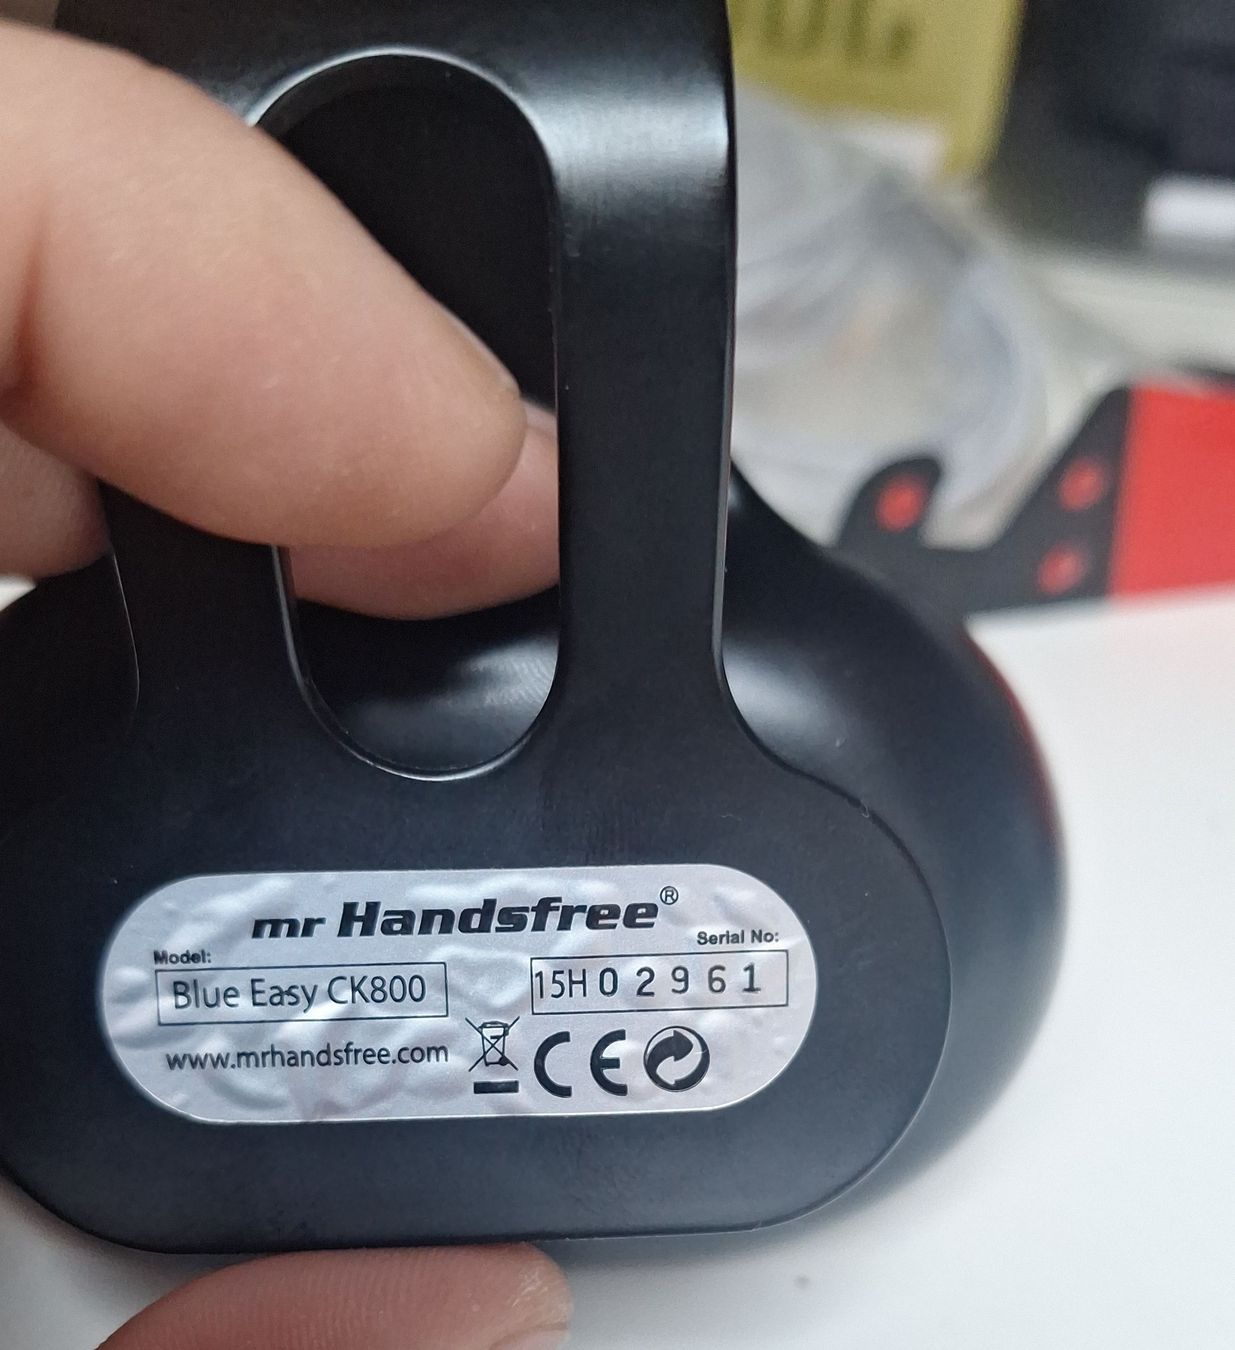 mr Handsfree®
Model:
Serial No:
Blue Easy CK800
15H 0 2 9 6 1
www.mrhandsfree.com
CE